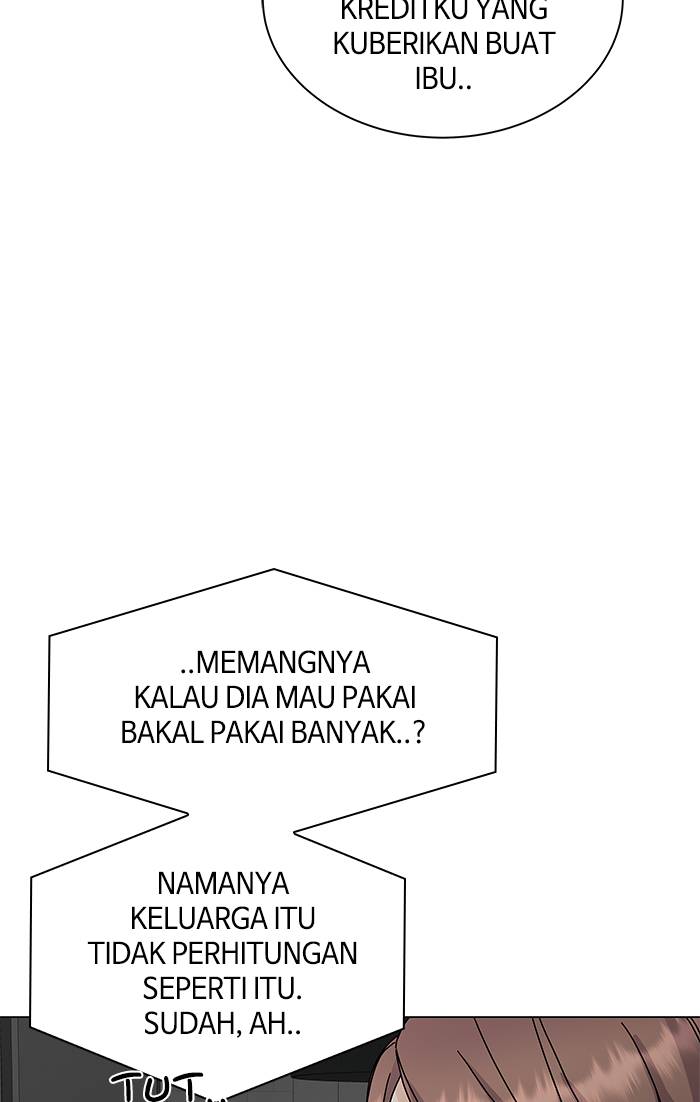 KREDITKU YANG
KUBERIKAN BUAT
IBU..
..MEMANGNYA
KALAU DIA MAU PAKAI
BAKAL PAKAI BANYAK..?
NAMANYA
KELUARGA ITU
TIDAK PERHITUNGAN
SEPERTI ITU.
SUDAH, AH..
TUT..